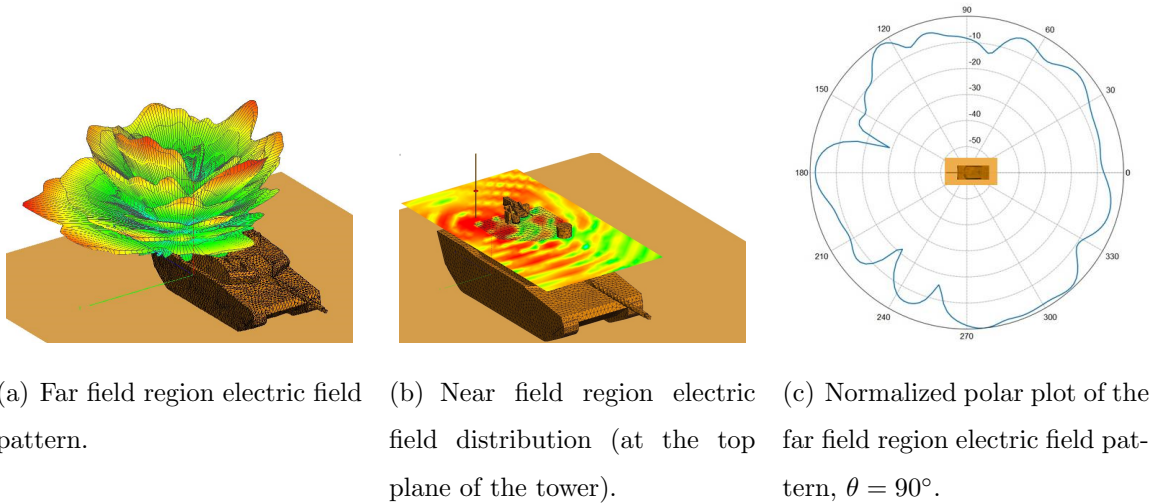 90
120
60
-10
-20
150
30
-30
-40
-50
180
0
210
330
240
300
270
(a) Far field region electric field
pattern.
(b) Near field region electric
field distribution (at the top
plane of the tower).
(c) Normalized polar plot of the
far field region electric field pat-
tern, θ = 90°.